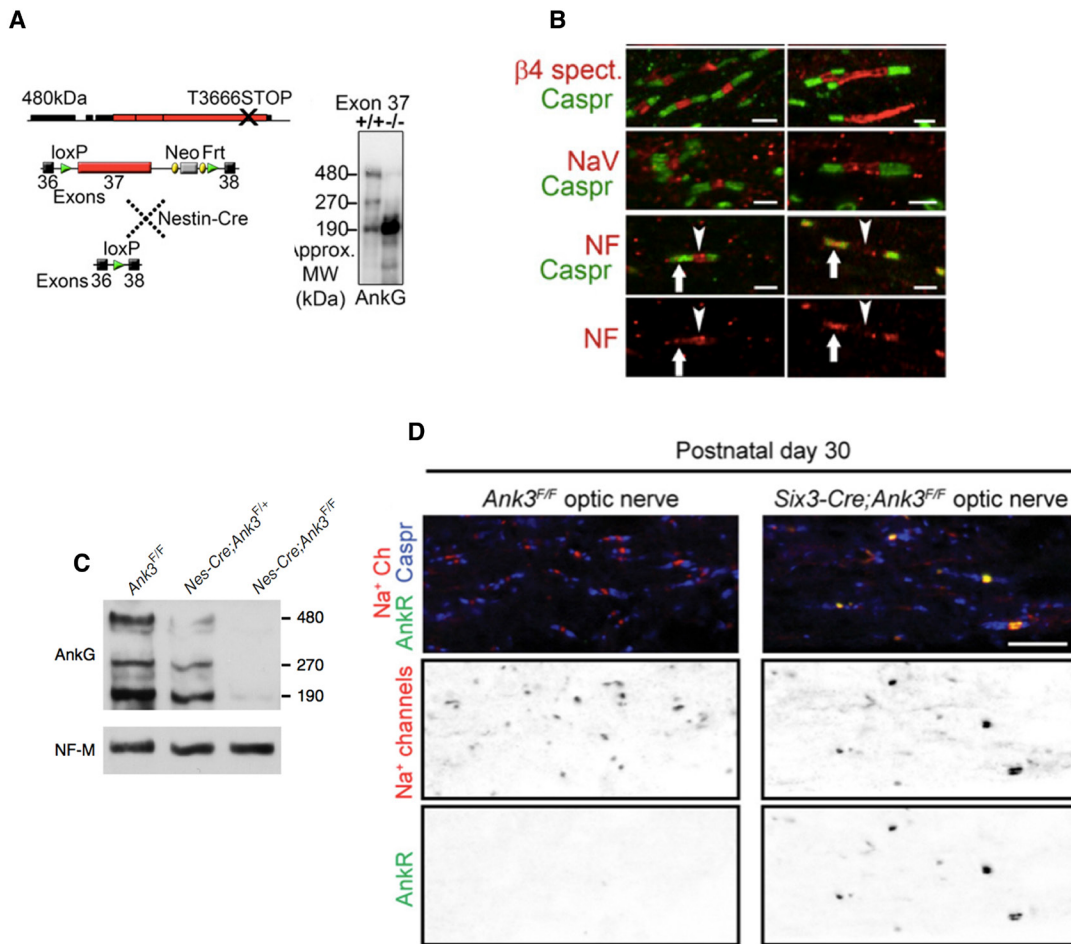 A
480kDa
T3666STOP
loxP
Neo Frt
36
37
38
Exons
Nestin-Cre
loxP
Exons 36 38
Exon 37
+/+ -/-
480
270
190
Approx.
MW
(kDa)
AnkG
B
β4 spect.
Caspr
NaV
Caspr
NF
Caspr
NF
C
Ank3F/F
Nes-Cre;Ank3F/+
Nes-Cre;Ank3F/F
AnkG
480
270
190
NF-M
D
Postnatal day 30
Ank3F/F optic nerve
Six3-Cre;Ank3F/F optic nerve
Na+ Ch
AnkR Caspr
Na+ channels
AnkR